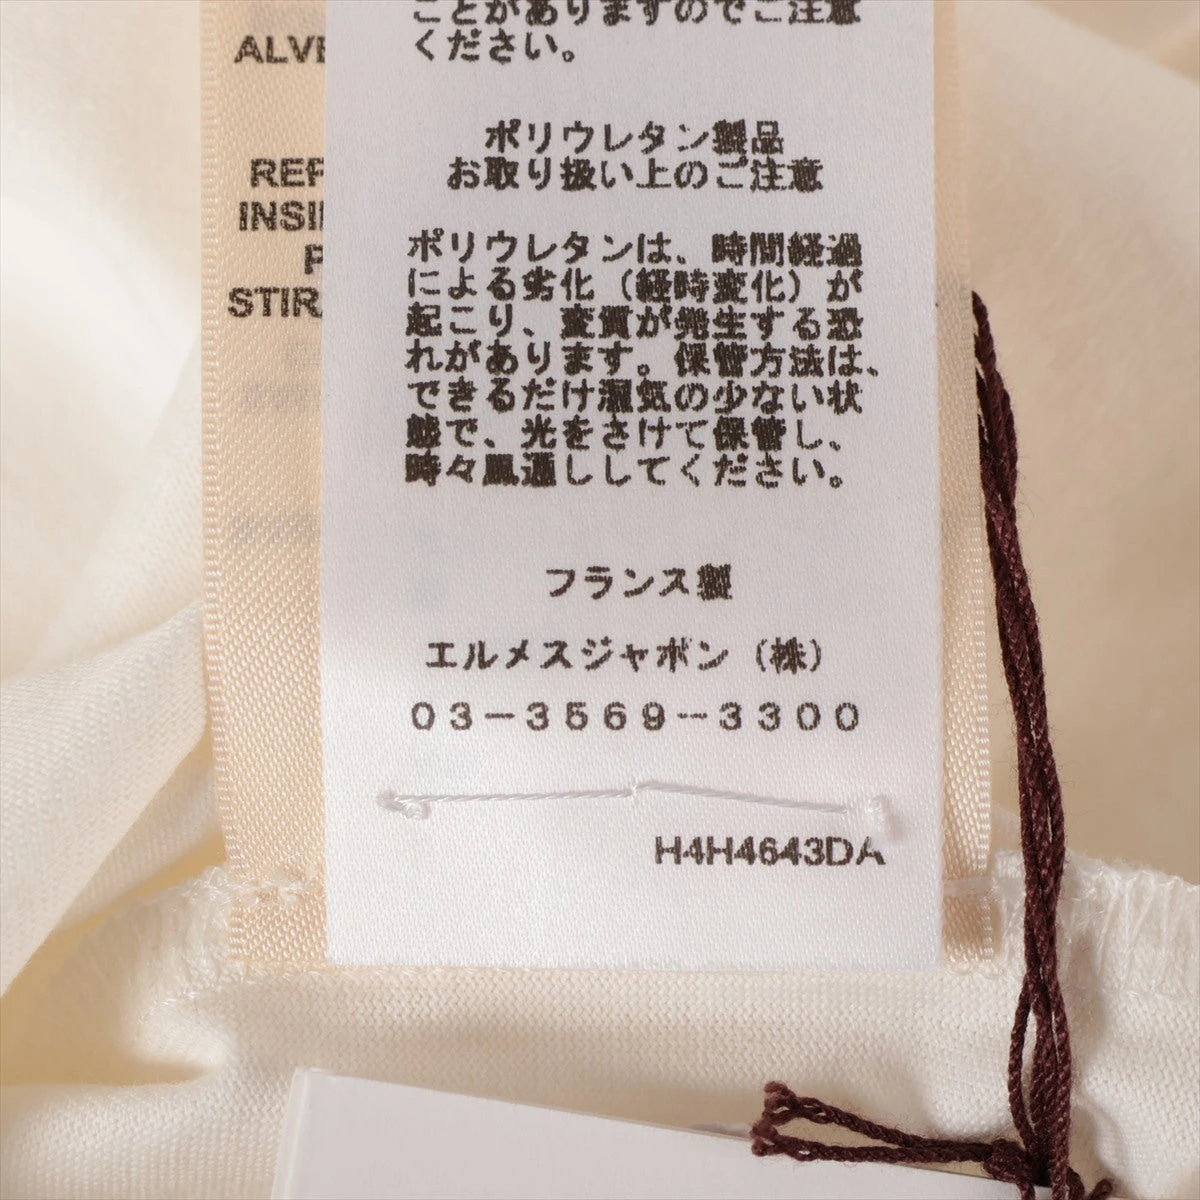 ことがありますのでご注意
ください。
ALVE
ポリウレタン製品
お取り扱い上のご注意
REF
INSI
P
STIR
ポリウレタンは、時間経過
による劣化（経時変化）が
起こり、変質が発生する恐
れがあります。保管方法は、
できるだけ湿気の少ない状
態で、光をさけて保管し、
時々風通ししてください。
フランス製
エルメスジャポン（株）
０３－３５６９－３３００
H4H4643DA